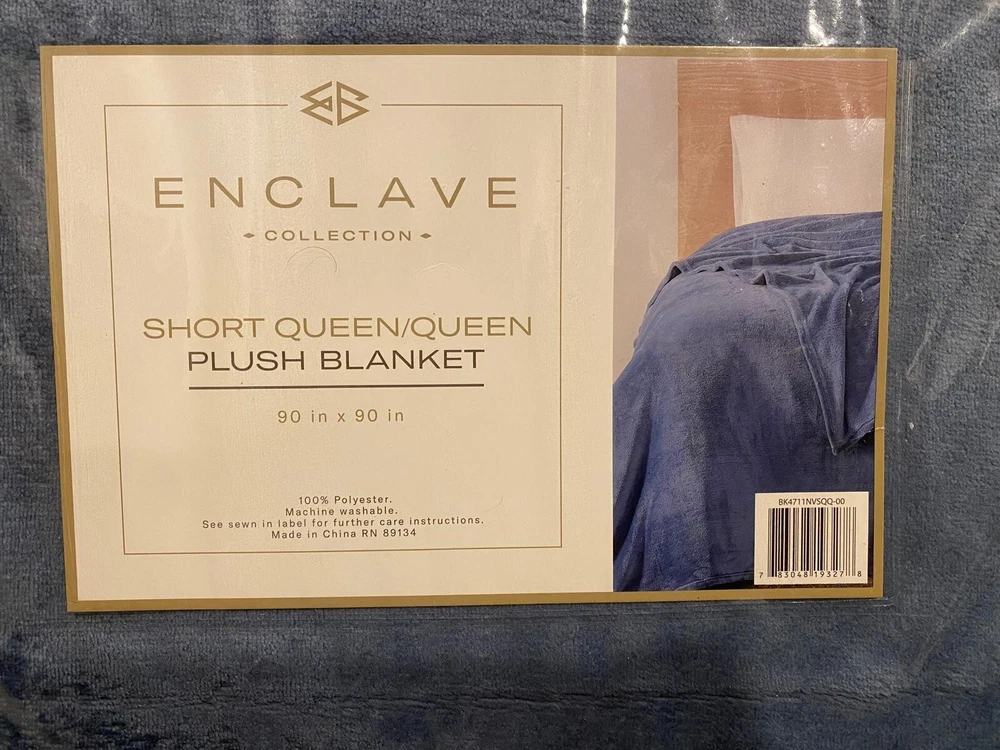 ENCLAVE
COLLECTION
SHORT QUEEN/QUEEN
PLUSH BLANKET
90 in x 90 in
100% Polyester.
Machine washable.
See sewn in label for further care instructions.
Made in China RN 89134
BK4711NVSQQ-00
7 83048 19327 8